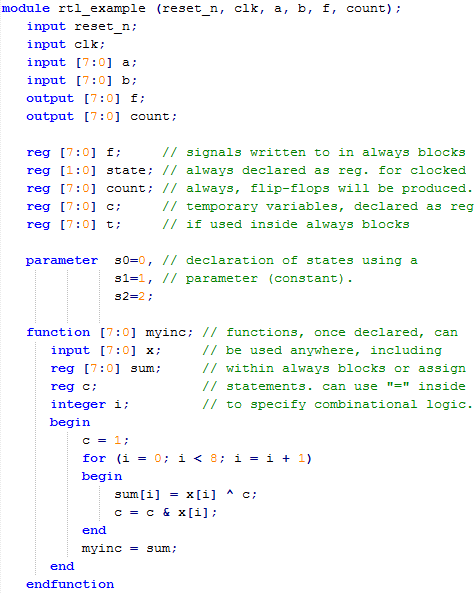 module rtl_example (reset_n, clk, a, b, f, count);
input reset_n;
input clk;
input [7:0] a;
input [7:0] b;
output [7:0] f;
output [7:0] count;
reg [7:0] f; // signals written to in always blocks
reg [1:0] state; // always declared as reg. for clocked
reg [7:0] count; // always, flip-flops will be produced.
reg [7:0] c; // temporary variables, declared as reg
reg [7:0] t; // if used inside always blocks
parameter s0=0, // declaration of states using a
s1=1, // parameter (constant).
s2=2;
function [7:0] myinc; // functions, once declared, can
input [7:0] x; // be used anywhere, including
reg [7:0] sum; // within always blocks or assign
reg c; // statements. can use "=" inside
integer i; // to specify combinational logic.
begin
c = 1;
for (i = 0; i < 8; i = i + 1)
begin
sum[i] = x[i] ^ c;
c = c & x[i];
end
myinc = sum;
end
endfunction